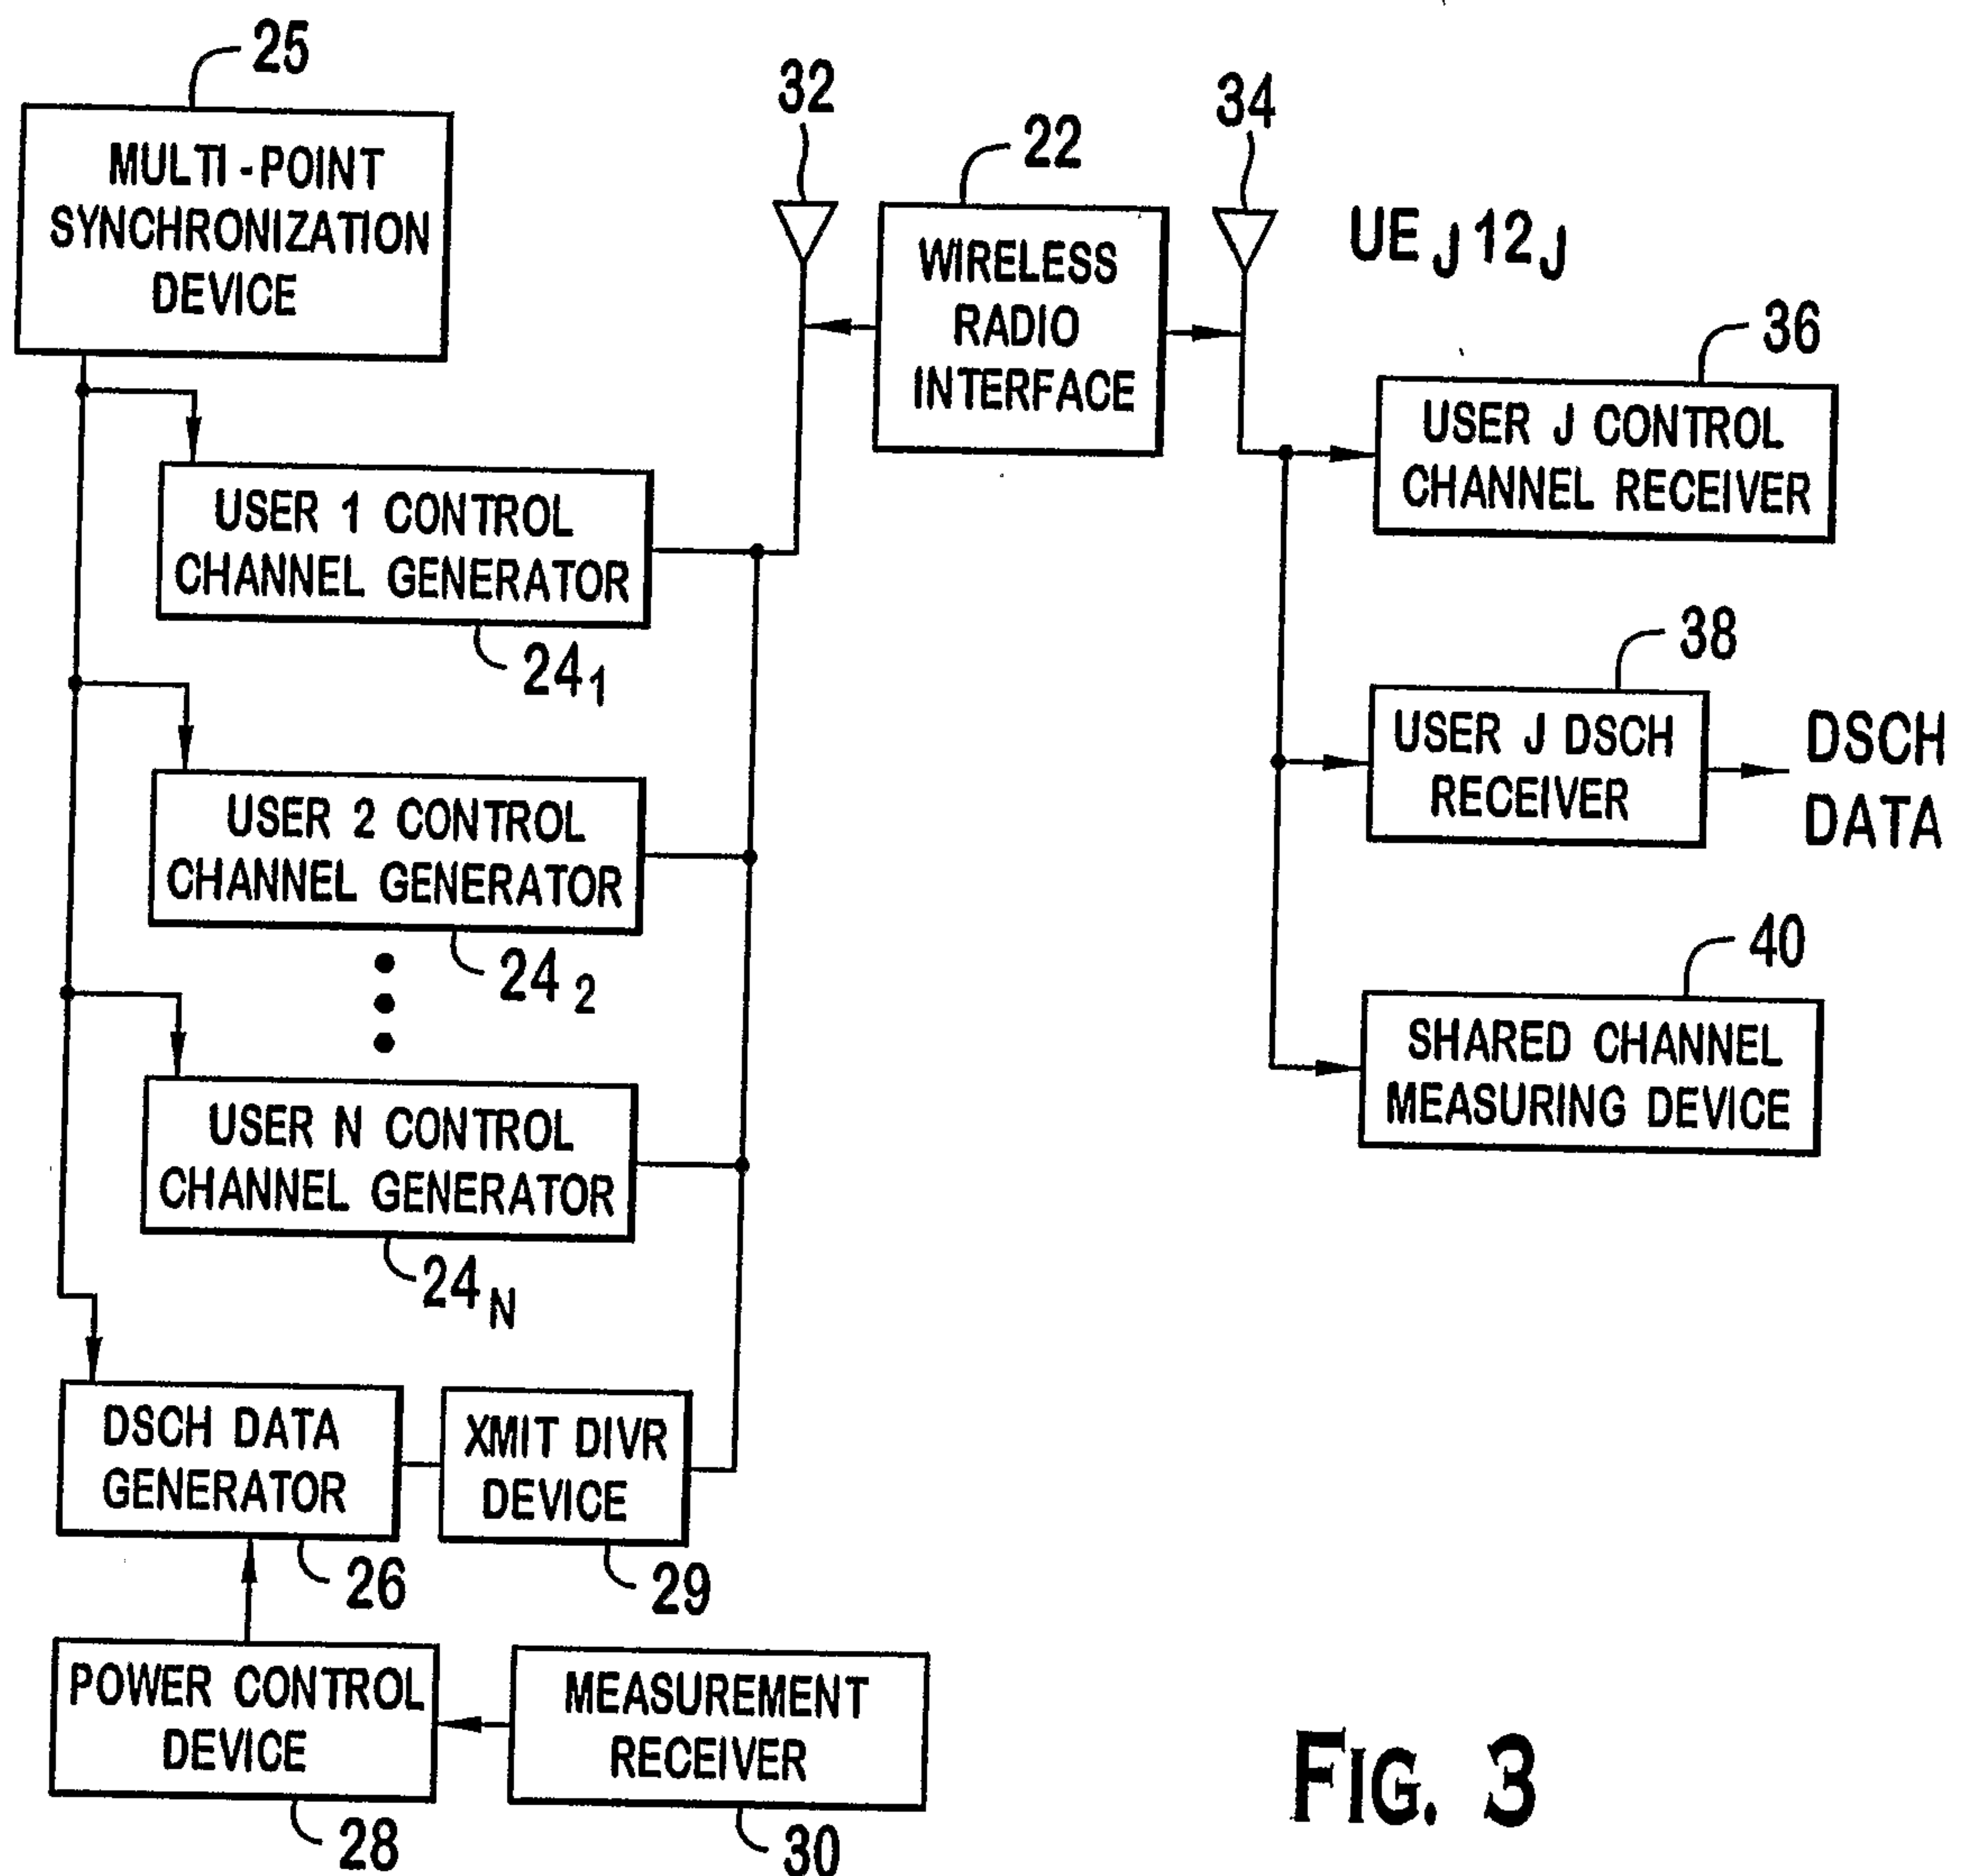 25
MULTI-POINT
SYNCHRONIZATION
DEVICE
32
22
WIRELESS
RADIO
INTERFACE
34
UE J 12 J
36
USER J CONTROL
CHANNEL RECEIVER
USER 1 CONTROL
CHANNEL GENERATOR
24 1
38
USER J DSCH
RECEIVER
DSCH
DATA
USER 2 CONTROL
CHANNEL GENERATOR
24 2
40
SHARED CHANNEL
MEASURING DEVICE
USER N CONTROL
CHANNEL GENERATOR
24 N
DSCH DATA
GENERATOR
26
XMIT DIVR
DEVICE
29
POWER CONTROL
DEVICE
28
MEASUREMENT
RECEIVER
30
FIG. 3